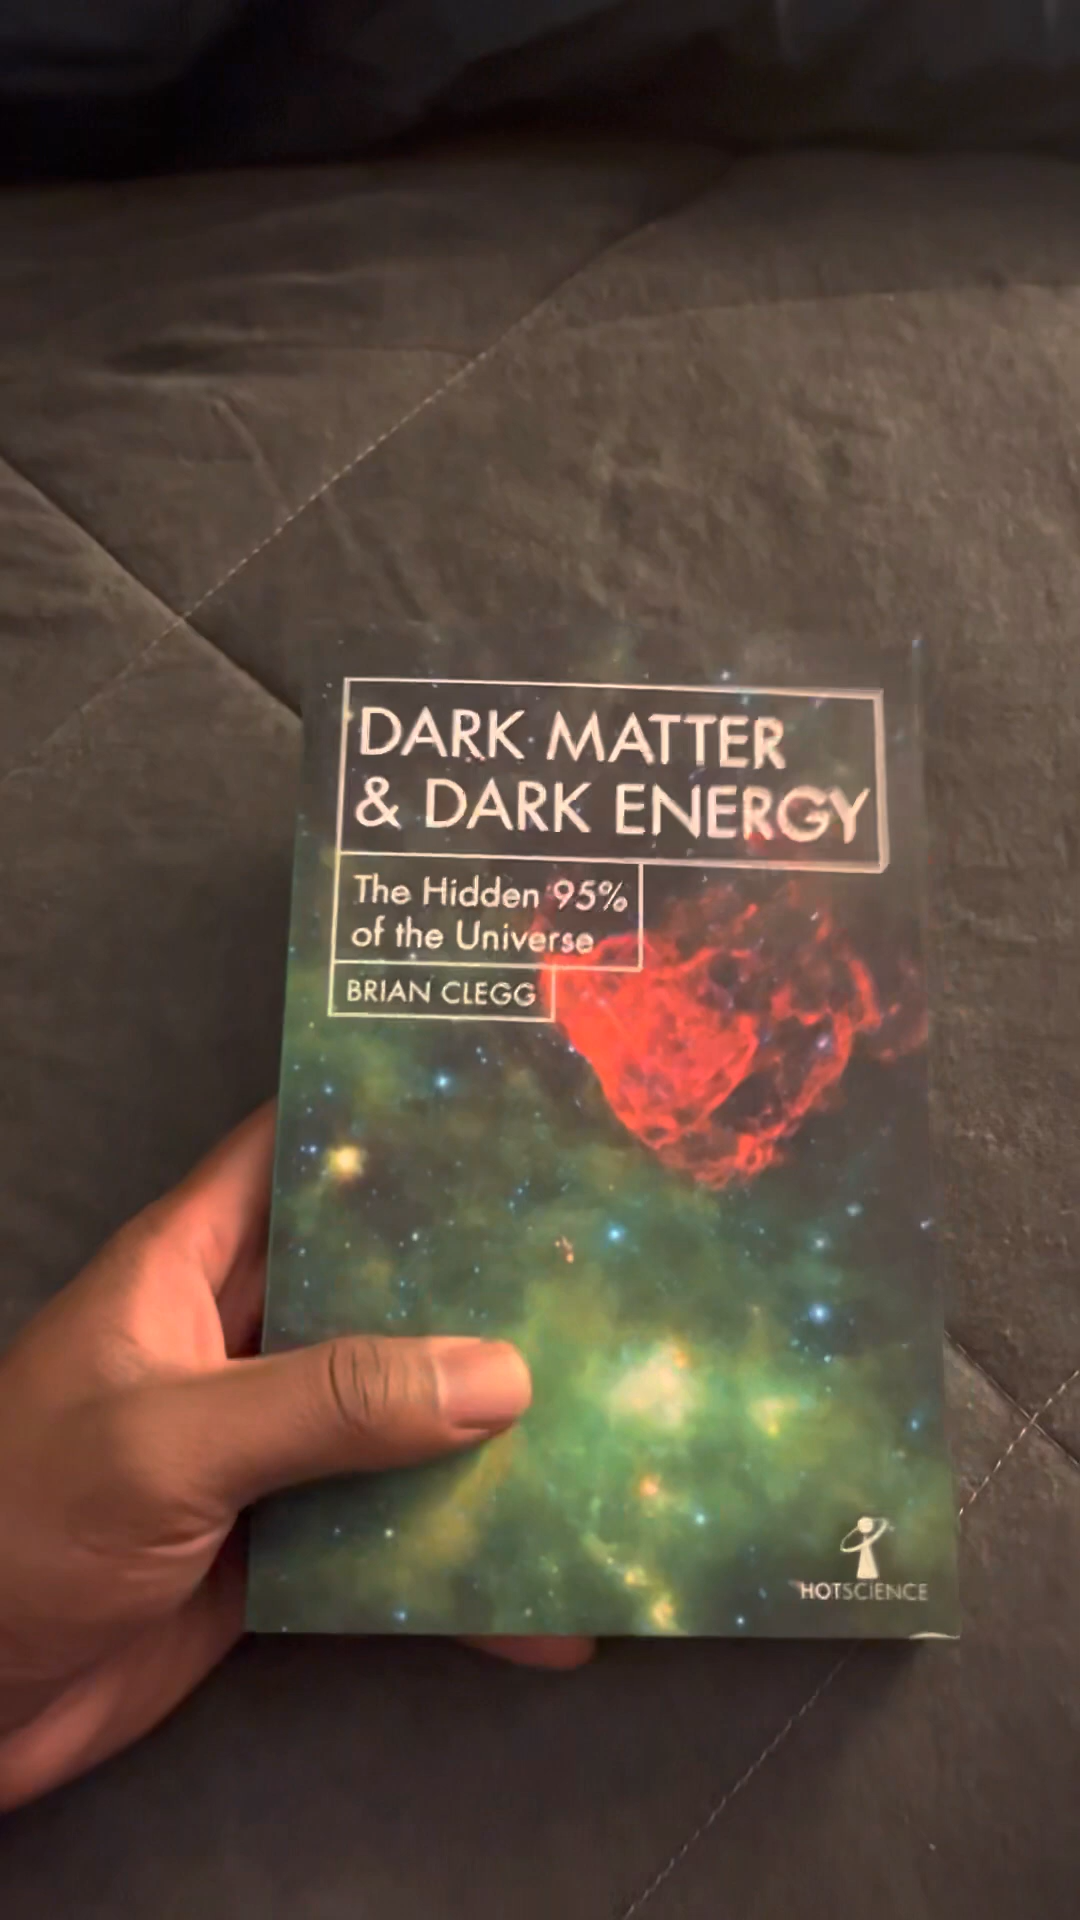 DARK MATTER
& DARK ENERGY
The Hidden 95%
of the Universe
BRIAN CLEGG
HOTSCIENCE